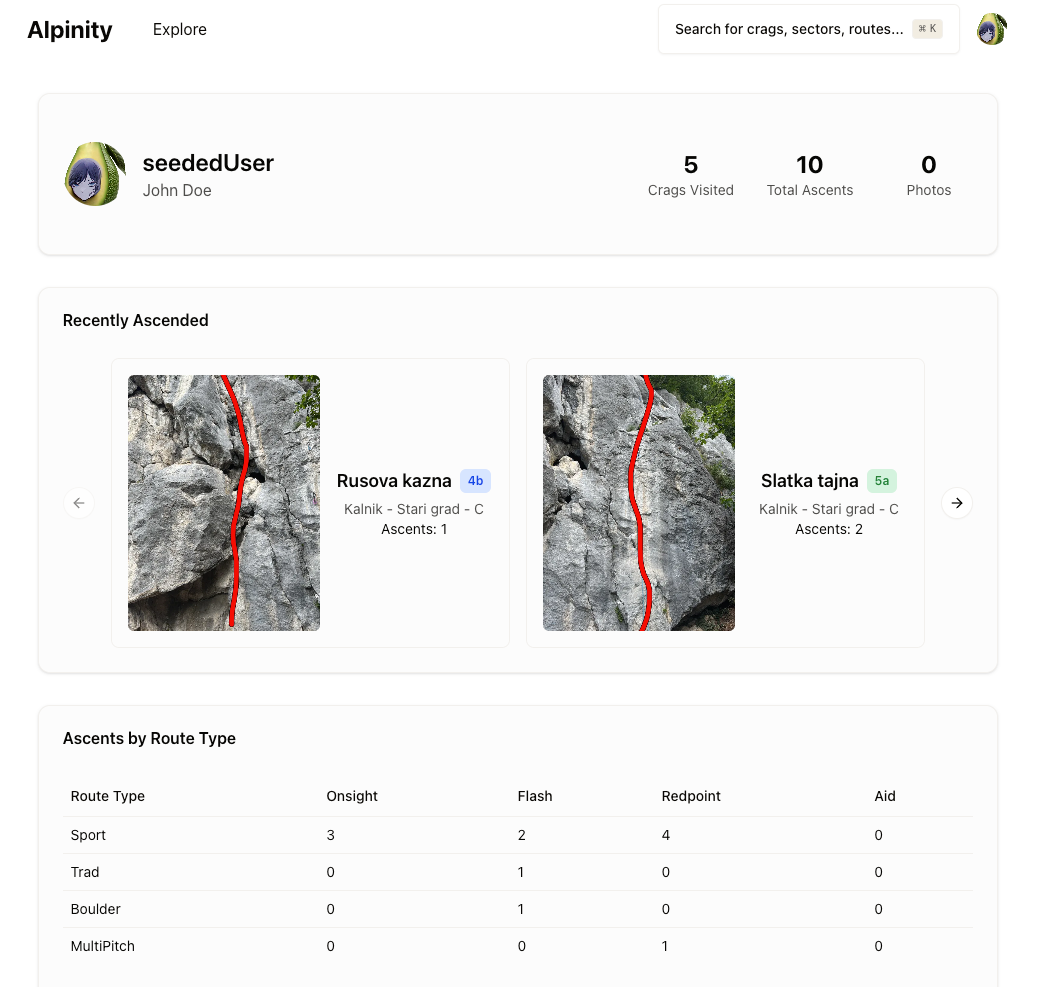 Alpinity Explore Search for crags, sectors, routes... ⌘ K
seededUser
John Doe
5 10 0
Crags Visited Total Ascents Photos
Recently Ascended
Rusova kazna 4b
Kalnik - Stari grad - C
Ascents: 1
Slatka tajna 5a
Kalnik - Stari grad - C
Ascents: 2
Ascents by Route Type
Route Type Onsight Flash Redpoint Aid
Sport 3 2 4 0
Trad 0 1 0 0
Boulder 0 1 0 0
MultiPitch 0 0 1 0